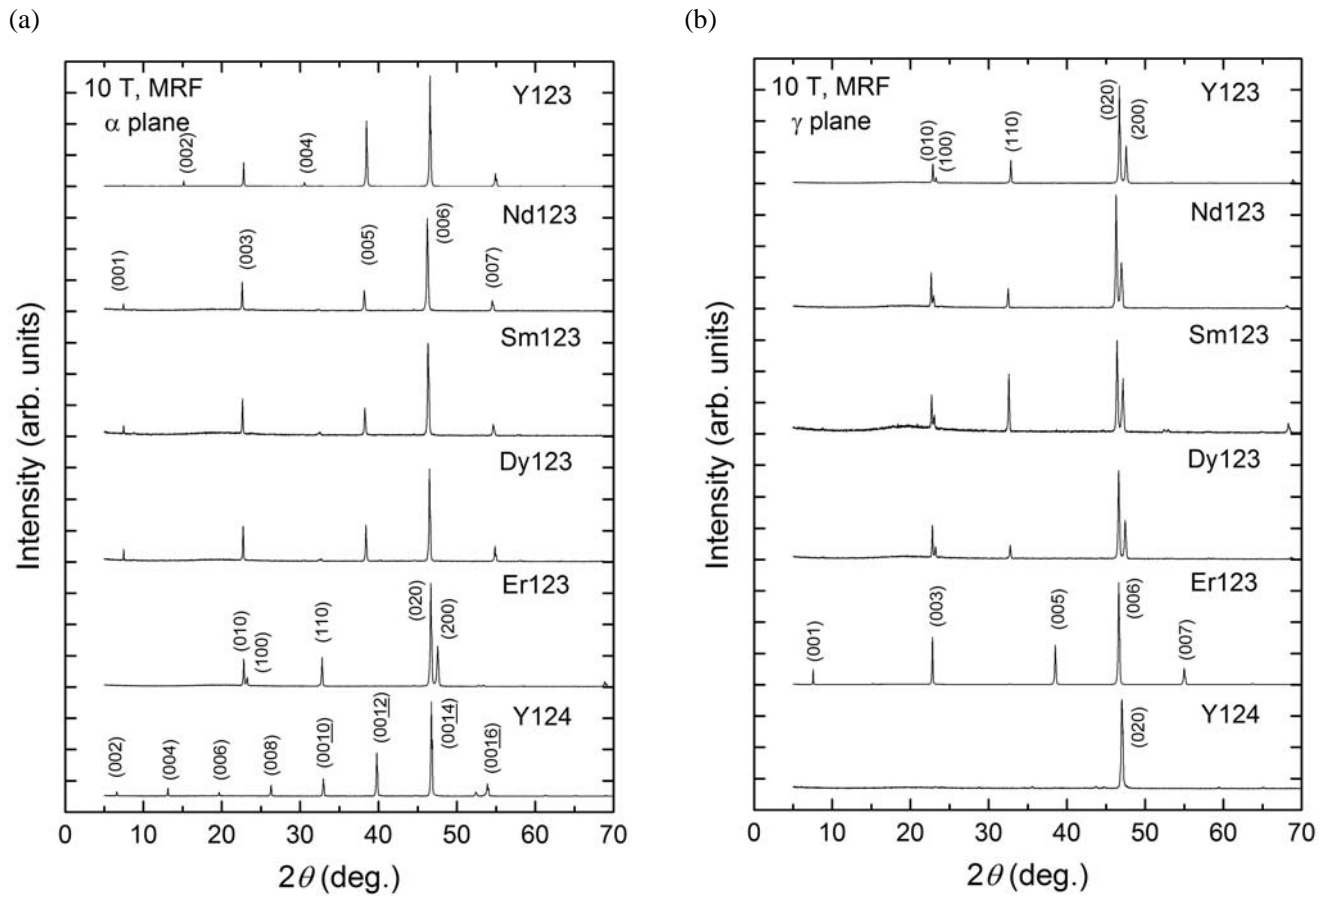 (a)
10 T, MRF
α plane
Y123
(002)
(004)
Nd123
(001)
(003)
(005)
(006)
(007)
Sm123
Dy123
Er123
(010)
(100)
(110)
(020)
(200)
Y124
(002)
(004)
(006)
(008)
(0010)
(0012)
(0014)
(0016)
Intensity (arb. units)
0 10 20 30 40 50 60 70
2θ (deg.)
(b)
10 T, MRF
γ plane
Y123
(010)
(100)
(110)
(020)
(200)
Nd123
Sm123
Dy123
Er123
(001)
(003)
(005)
(006)
(007)
Y124
(020)
Intensity (arb. units)
0 10 20 30 40 50 60 70
2θ (deg.)